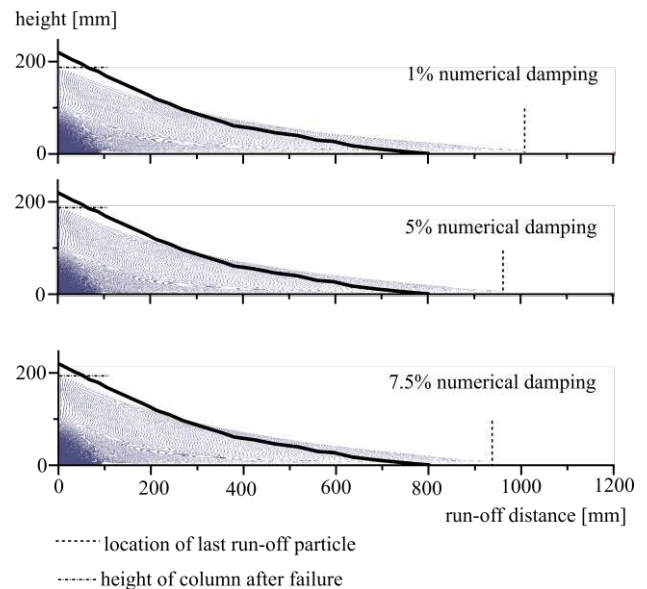 height [mm]
200
1% numerical damping
0
200
5% numerical damping
0
200
7.5% numerical damping
0
0 200 400 600 800 1000 1200
run-off distance [mm]
location of last run-off particle
height of column after failure